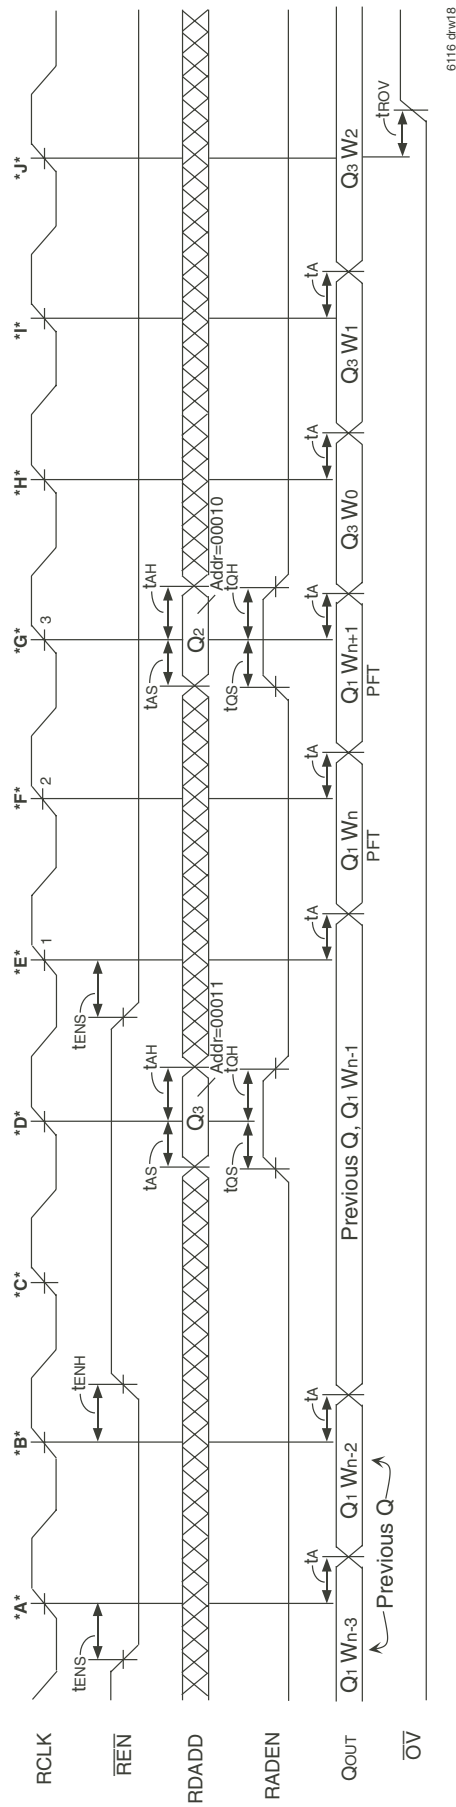 *A* *B* *C* *D* *E* *F* *G* *H* *I* *J*
RCLK 1 2 3
tENS tENH tENS
REN
tAS tAH tAS tAH
RDADD Q3 Q2
Addr=00011 Addr=00010
tQS tQH tQS tQH
RADEN
tA tA tA tA tA tA tA
QOUT Q1 Wn-3 Q1 Wn-2 Previous Q, Q1 Wn-1 Q1 Wn Q1 Wn+1 Q3 W0 Q3 W1 Q3 W2
Previous Q PFT PFT
tROV
OV
6116 drw18